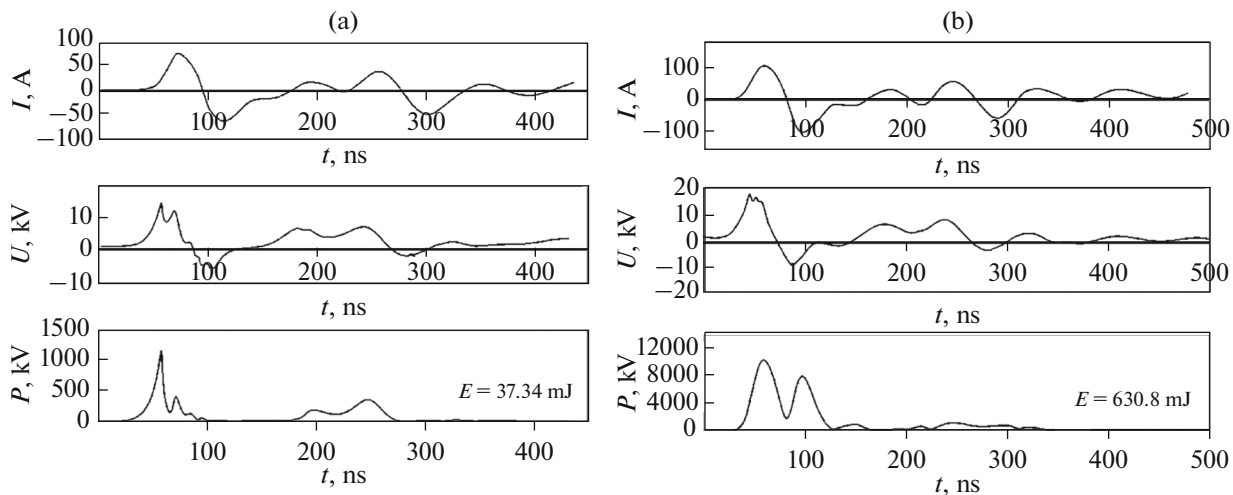 (a)
100
50
0
−50
−100
I, A
100 200 300 400
t, ns
10
0
−10
U, kV
100 200 300 400
t, ns
1500
1000
500
0
P, kV
E = 37.34 mJ
100 200 300 400
t, ns
(b)
100
0
−100
I, A
100 200 300 400 500
t, ns
20
10
0
−10
−20
U, kV
100 200 300 400 500
t, ns
12000
8000
4000
0
P, kV
E = 630.8 mJ
100 200 300 400 500
t, ns